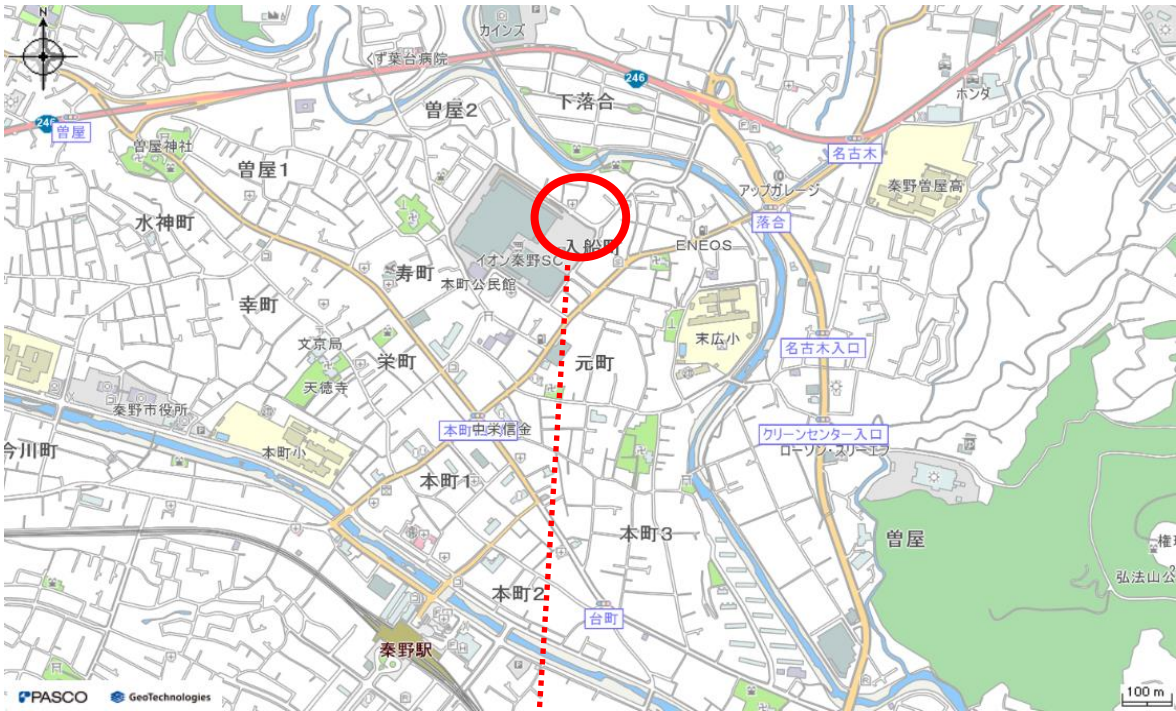 N
カインズ
くず葉台病院
246
曽屋2
下落合
ホンダ
246
曽屋
名古木
曽屋神社
曽屋1
アップガレージ
秦野曽屋高
水神町
落合
入船町
ENEOS
イオン秦野SC
寿町
本町公民館
幸町
末広小
文京局
栄町
元町
名古木入口
天徳寺
秦野市役所
中栄信金
クリーンセンター入口
ローソン・スリーエフ
今川町
本町小
本町1
本町3
曽屋
弘法山公
本町2
台町
秦野駅
PASCO
GeoTechnologies
100 m